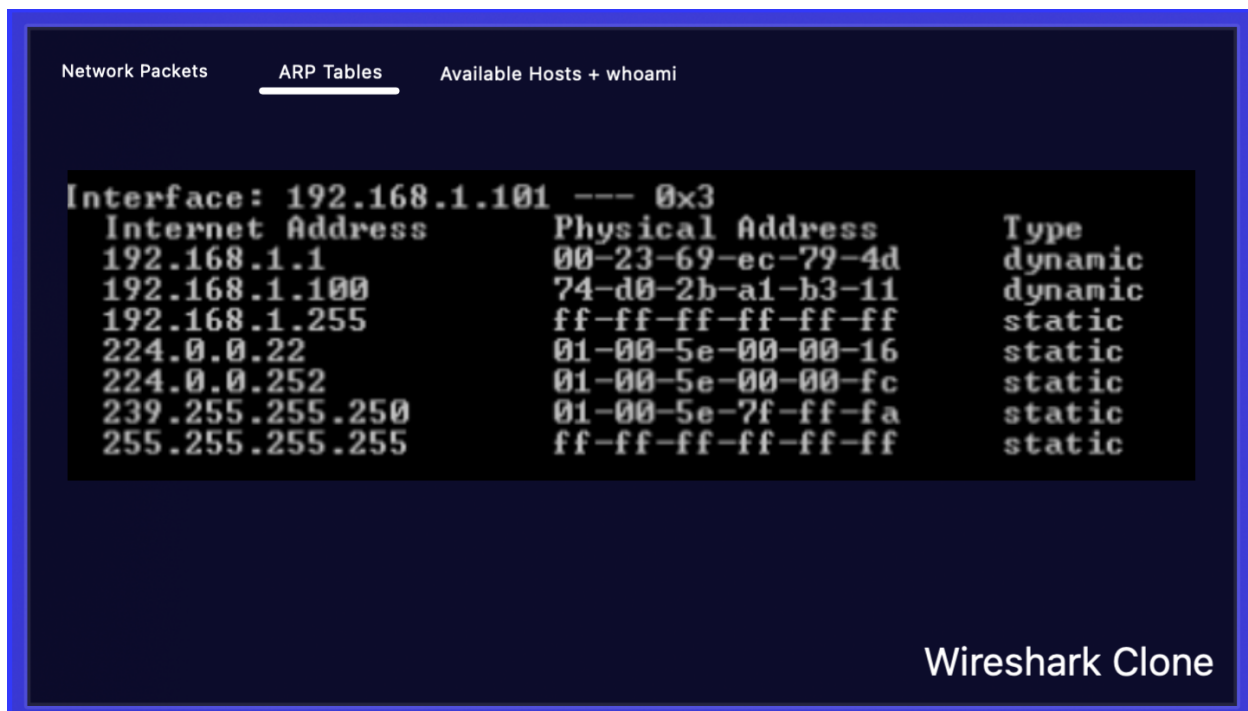 Network Packets ARP Tables Available Hosts + whoami
Interface: 192.168.1.101 --- 0x3
Internet Address Physical Address Type
192.168.1.1 00-23-69-ec-79-4d dynamic
192.168.1.100 74-d0-2b-a1-b3-11 dynamic
192.168.1.255 ff-ff-ff-ff-ff-ff static
224.0.0.22 01-00-5e-00-00-16 static
224.0.0.252 01-00-5e-00-00-fc static
239.255.255.250 01-00-5e-7f-ff-fa static
255.255.255.255 ff-ff-ff-ff-ff-ff static
Wireshark Clone